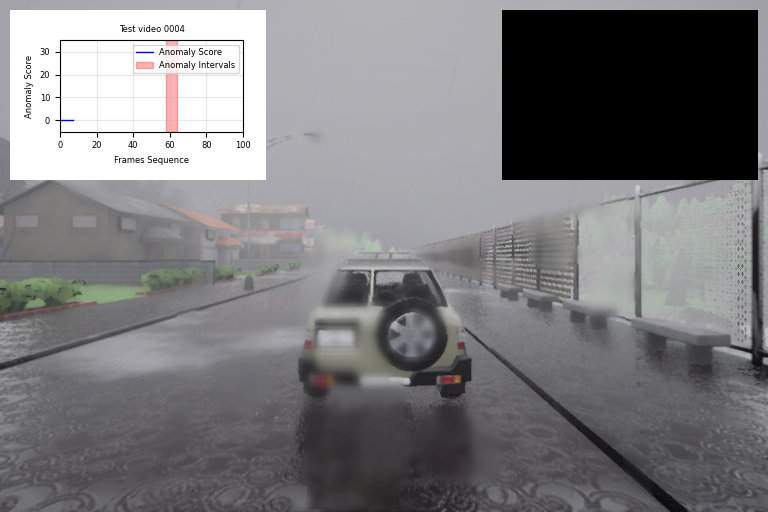 Test video 0004
Anomaly Score
30
20
10
0
Anomaly Score
Anomaly Intervals
0 20 40 60 80 100
Frames Sequence